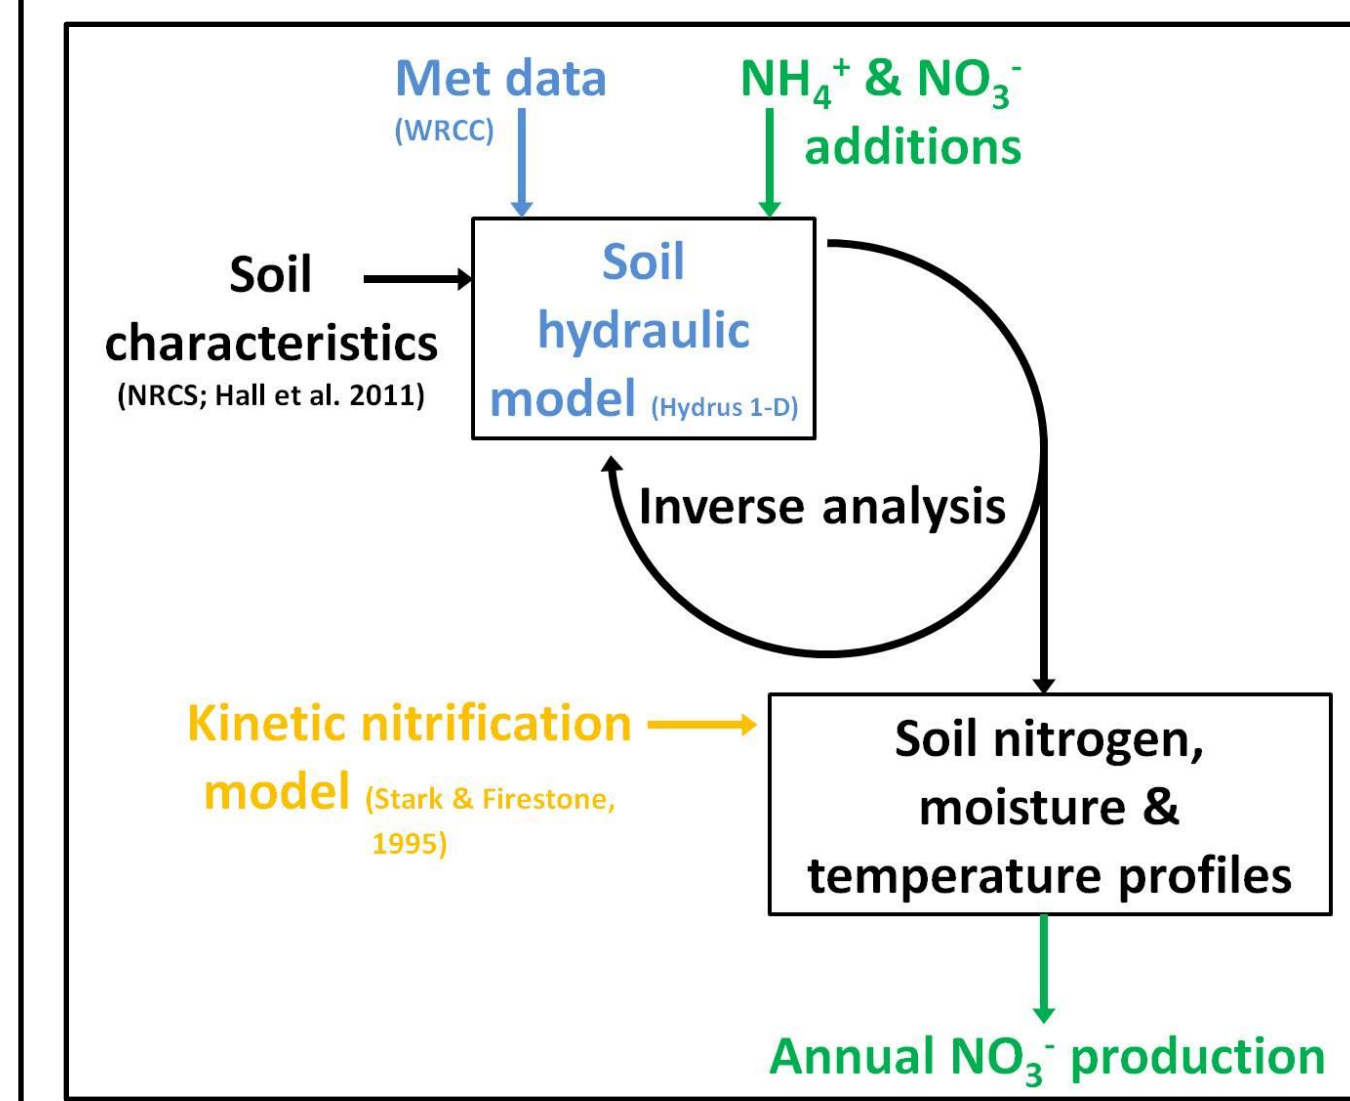 Met data
(WRCC)
NH₄⁺ & NO₃⁻
additions
Soil
characteristics
(NRCS; Hall et al. 2011)
Soil
hydraulic
model (Hydrus 1-D)
Inverse analysis
Kinetic nitrification
model (Stark & Firestone,
1995)
Soil nitrogen,
moisture &
temperature profiles
Annual NO₃⁻ production